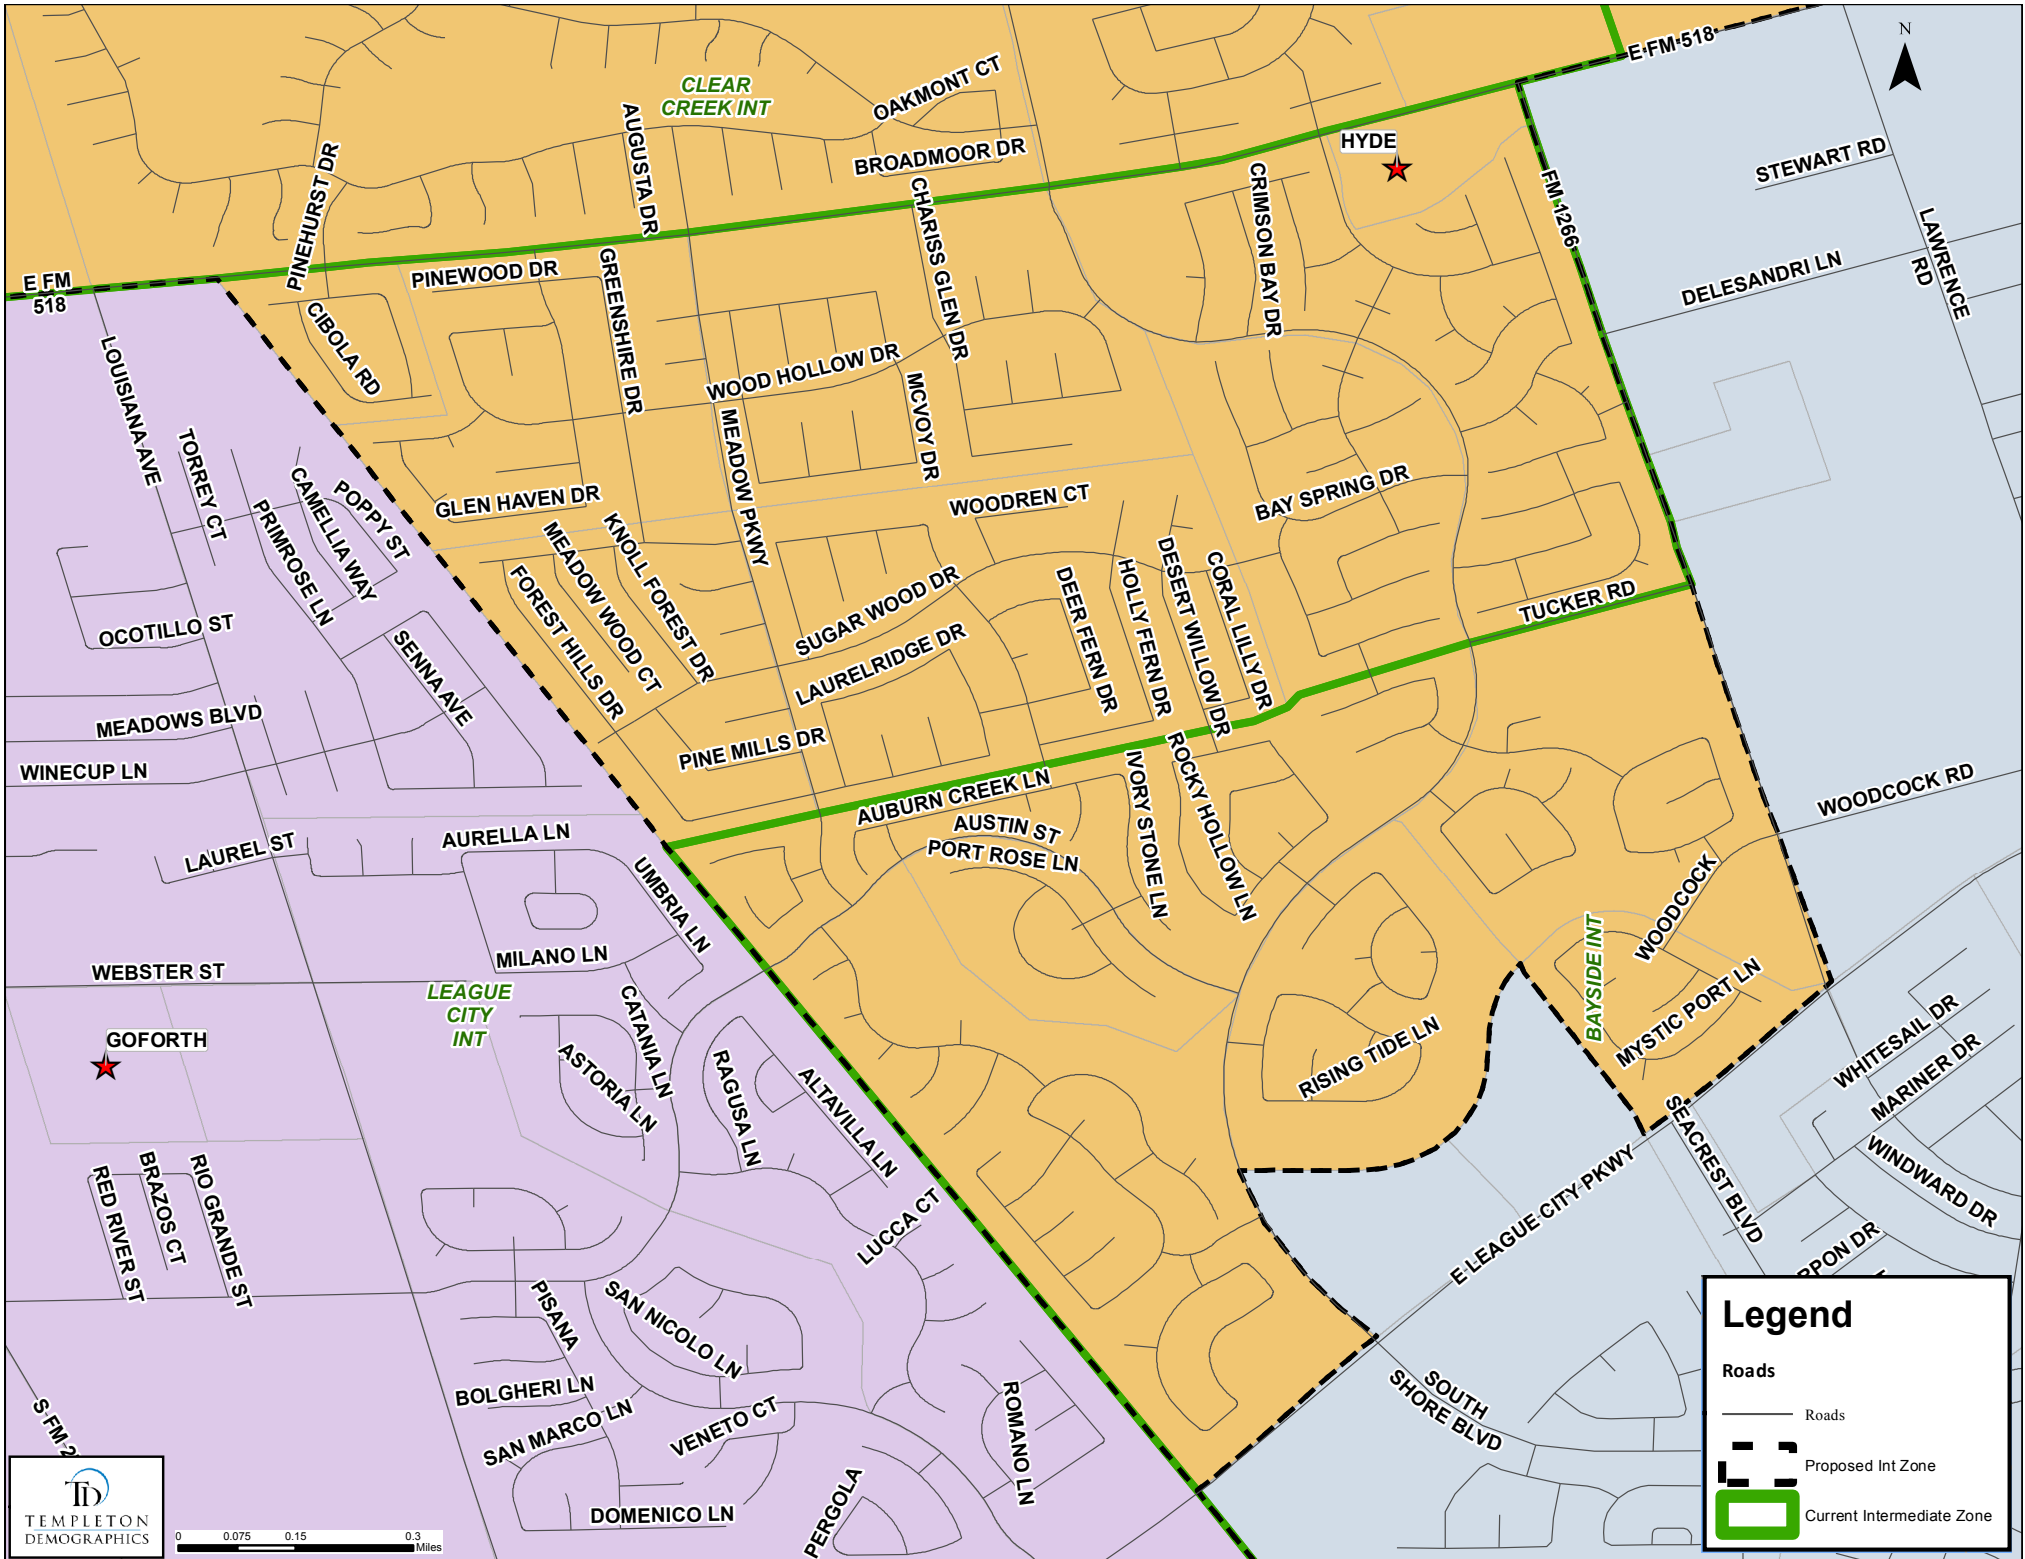 E FM 518
N
CLEAR
CREEK INT
OAKMONT CT
AUGUSTA DR
BROADMOOR DR
HYDE
STEWART RD
PINEHURST DR
CHARISS GLEN DR
CRIMSON BAY DR
FM 1266
LAWRENCE
RD
DELESANDRI LN
E FM
518
PINEWOOD DR
GREENSHIRE DR
CIBOLA RD
LOUISIANA AVE
WOOD HOLLOW DR
MCVOY DR
MEADOW PKWY
TORREY CT
CAMELLIA WAY
POPPY ST
PRIMROSE LN
GLEN HAVEN DR
WOODREN CT
BAY SPRING DR
KNOLL FOREST DR
MEADOW WOOD CT
FOREST HILLS DR
SUGAR WOOD DR
LAURELRIDGE DR
DEER FERN DR
HOLLY FERN DR
DESERT WILLOW DR
CORAL LILLY DR
TUCKER RD
OCOTILLO ST
SENNA AVE
MEADOWS BLVD
WINECUP LN
PINE MILLS DR
AUBURN CREEK LN
AUSTIN ST
PORT ROSE LN
IVORY STONE LN
ROCKY HOLLOW LN
WOODCOCK RD
LAUREL ST
AURELLA LN
UMBRIA LN
MILANO LN
WEBSTER ST
LEAGUE
CITY
INT
CATANIA LN
GOFORTH
ASTORIA LN
RAGUSA LN
ALTAVILLA LN
LUCCA CT
BAYSIDE INT
WOODCOCK
MYSTIC PORT LN
RISING TIDE LN
WHITESAIL DR
MARINER DR
WINDWARD DR
SEACREST BLVD
E LEAGUE CITY PKWY
RPON DR
RED RIVER ST
BRAZOS CT
RIO GRANDE ST
PISANA
SAN NICOLO LN
BOLGHERI LN
SAN MARCO LN
VENETO CT
ROMANO LN
DOMENICO LN
PERGOLA
SOUTH
SHORE BLVD
S FM 2
TEMPLETON
DEMOGRAPHICS
0 0.075 0.15 0.3
Miles
Legend
Roads
Roads
Proposed Int Zone
Current Intermediate Zone